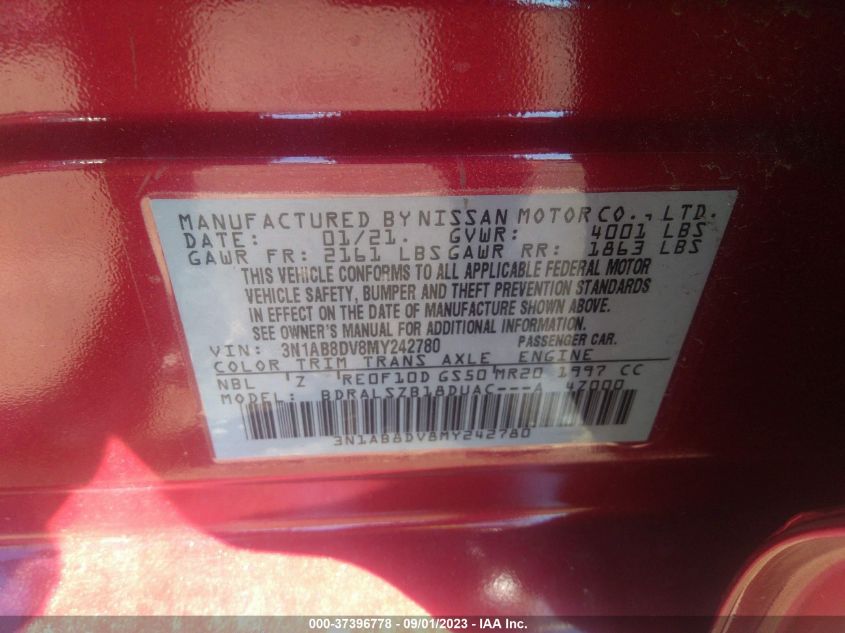 MANUFACTURED BY NISSAN MOTOR CO., LTD.
DATE: 01/21. GVWR: 4001 LBS
GAWR FR: 2161 LBS GAWR RR: 1863 LBS
THIS VEHICLE CONFORMS TO ALL APPLICABLE FEDERAL MOTOR
VEHICLE SAFETY, BUMPER AND THEFT PREVENTION STANDARDS
IN EFFECT ON THE DATE OF MANUFACTURE SHOWN ABOVE.
SEE OWNER'S MANUAL FOR ADDITIONAL INFORMATION.
VIN: 3N1AB8DV8MY242780 PASSENGER CAR.
COLOR TRIM TRANS AXLE ENGINE
NBL Z RE0F10D GS50 MR20 1997 CC
MODEL: BDRALSZB18DUAC---A 4Z000
3N1AB8DV8MY242780
000-37396778 - 09/01/2023 - IAA Inc.